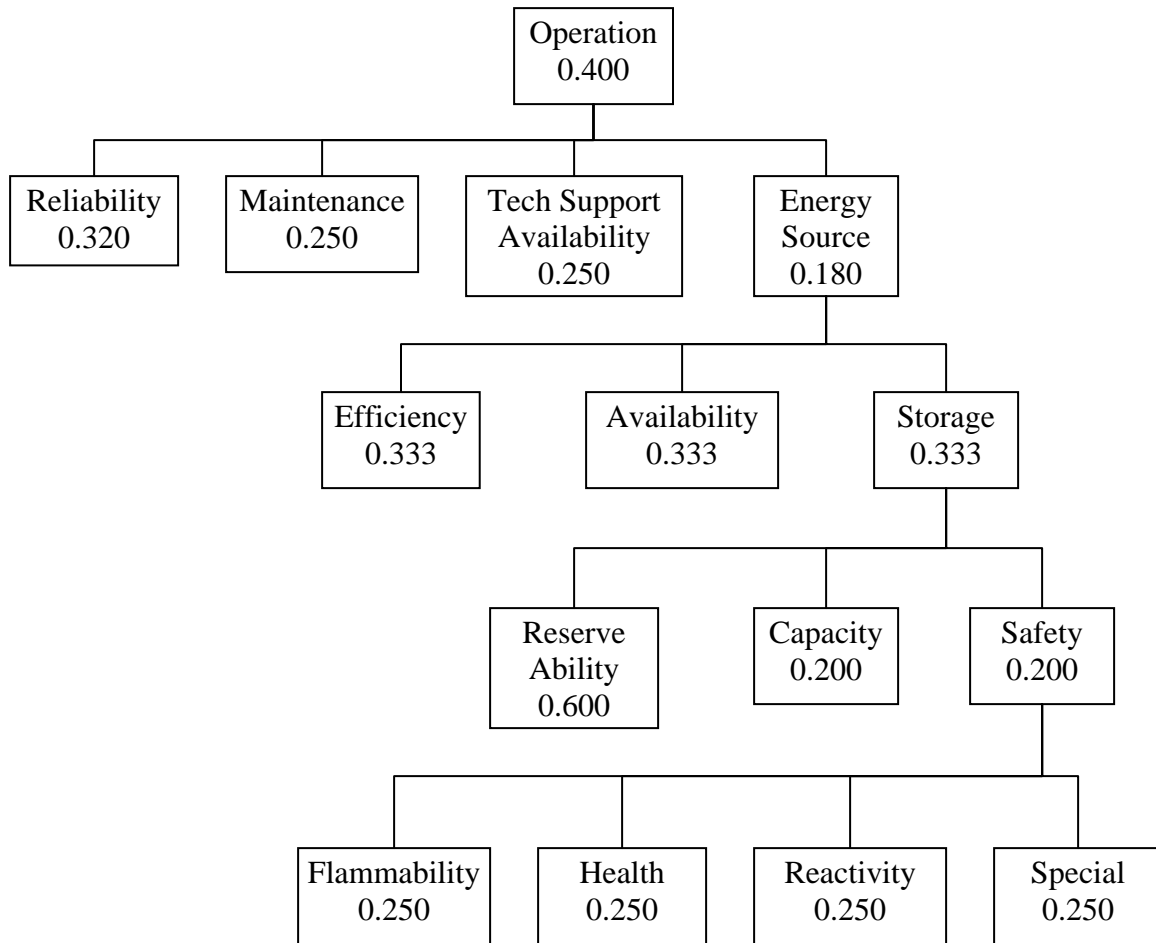 Operation
0.400
Reliability
0.320
Maintenance
0.250
Tech Support
Availability
0.250
Energy
Source
0.180
Efficiency
0.333
Availability
0.333
Storage
0.333
Reserve
Ability
0.600
Capacity
0.200
Safety
0.200
Flammability
0.250
Health
0.250
Reactivity
0.250
Special
0.250